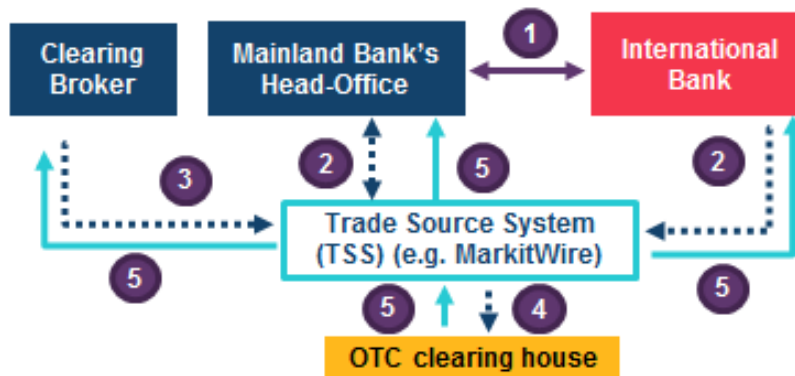 1
Clearing
Broker
Mainland Bank's
Head-Office
International
Bank
3
2
5
2
Trade Source System
(TSS) (e.g. MarkitWire)
5
5
4
5
OTC clearing house